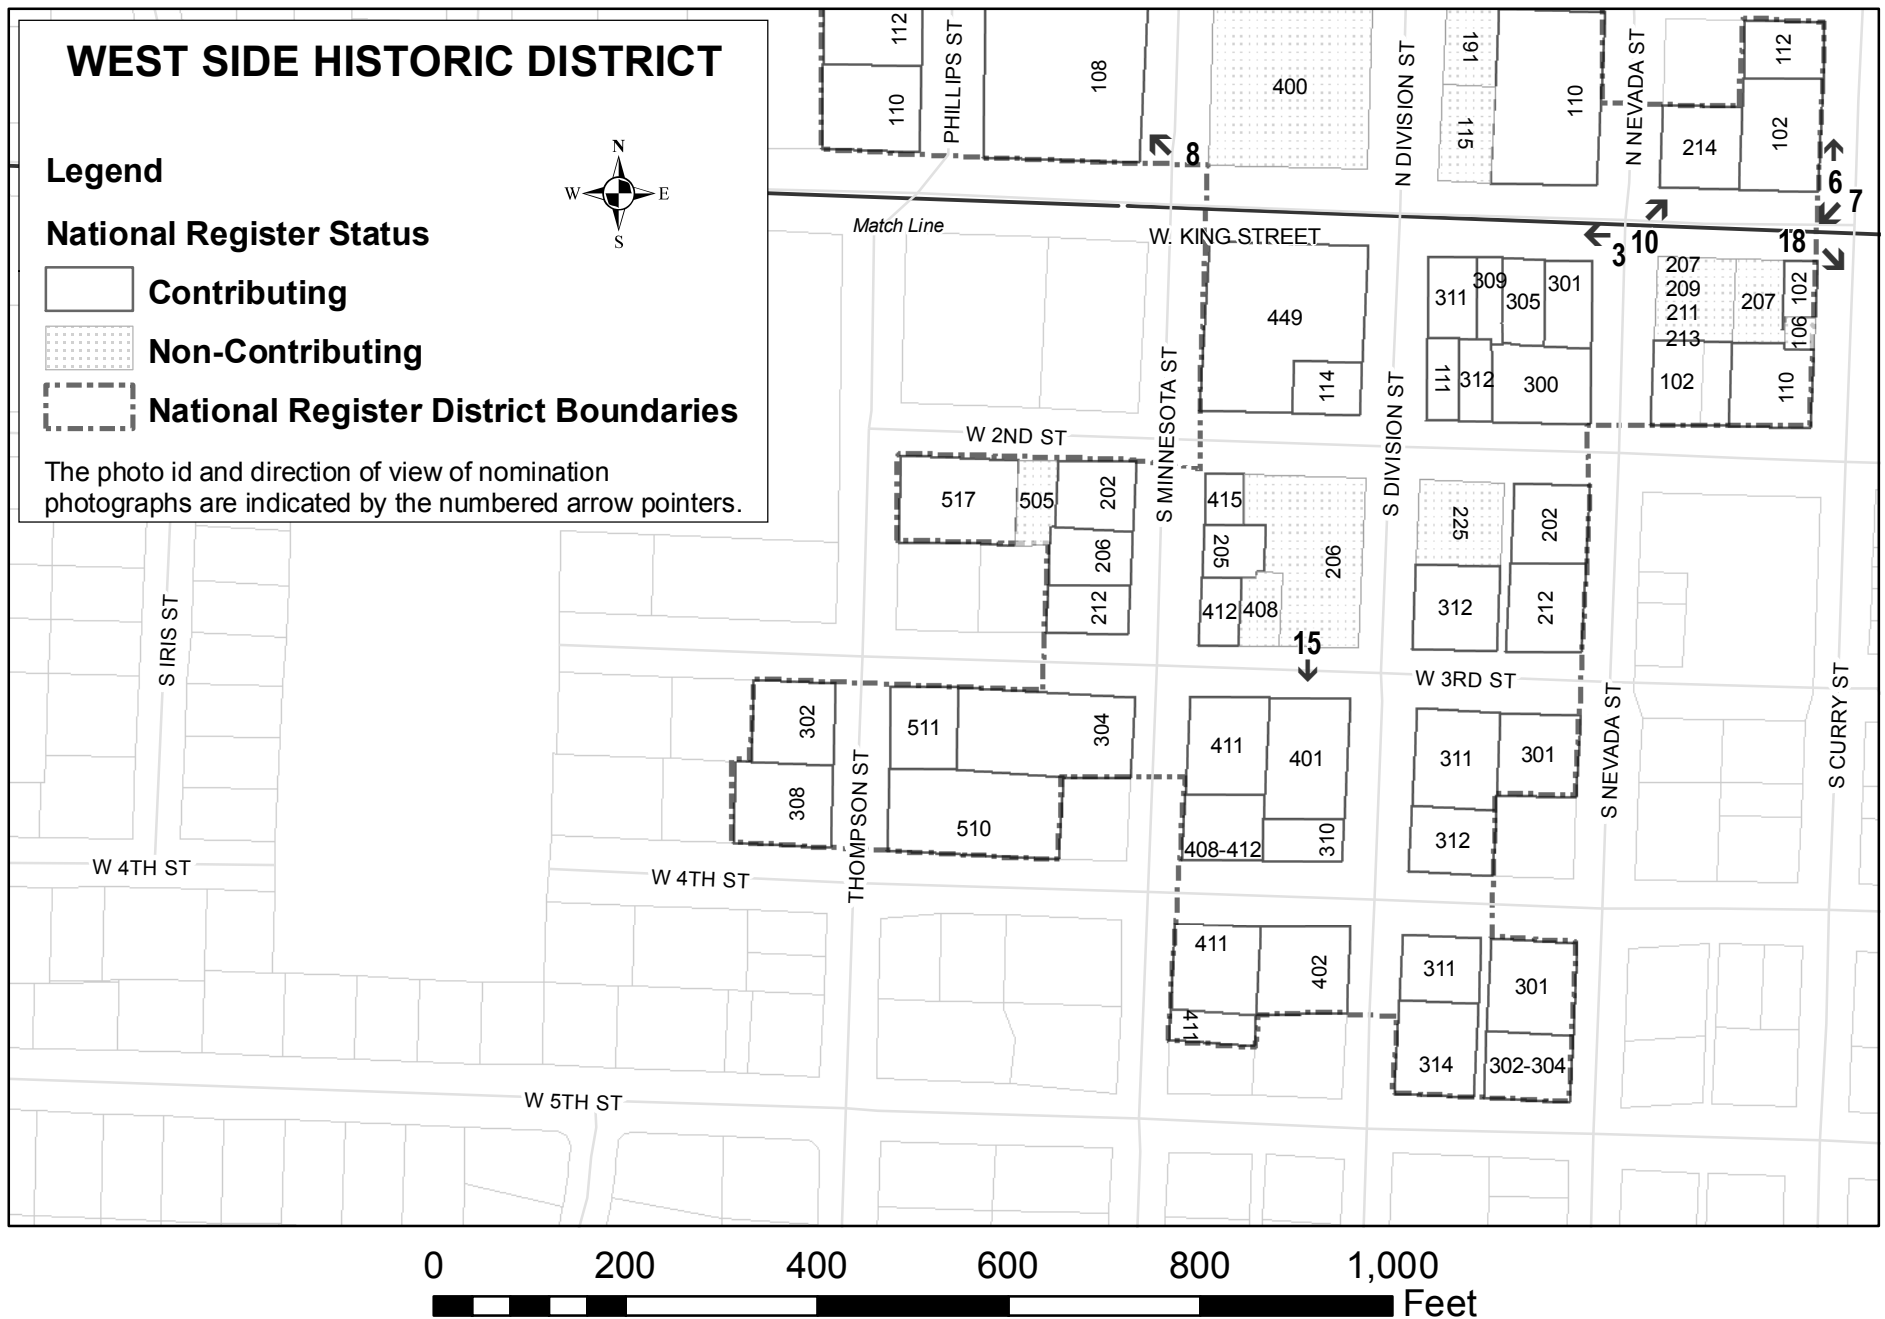 WEST SIDE HISTORIC DISTRICT
Legend
N
W E
S
National Register Status
Contributing
Non-Contributing
National Register District Boundaries
The photo id and direction of view of nomination
photographs are indicated by the numbered arrow pointers.
112
110
PHILLIPS ST
108
8
400
N DIVISION ST
191
115
110
N NEVADA ST
112
214
102
6
7
Match Line
W. KING STREET
3
10
18
449
114
S MINNESOTA ST
S DIVISION ST
311
309
305
301
111
312
300
207
209
211
213
207
102
106
102
110
W 2ND ST
517
505
202
206
212
415
205
412
408
206
15
225
202
312
212
S IRIS ST
W 3RD ST
302
308
THOMPSON ST
511
304
510
411
401
408-412
310
311
301
312
S NEVADA ST
S CURRY ST
W 4TH ST
W 4TH ST
411
402
411
311
301
314
302-304
W 5TH ST
0 200 400 600 800 1,000
Feet